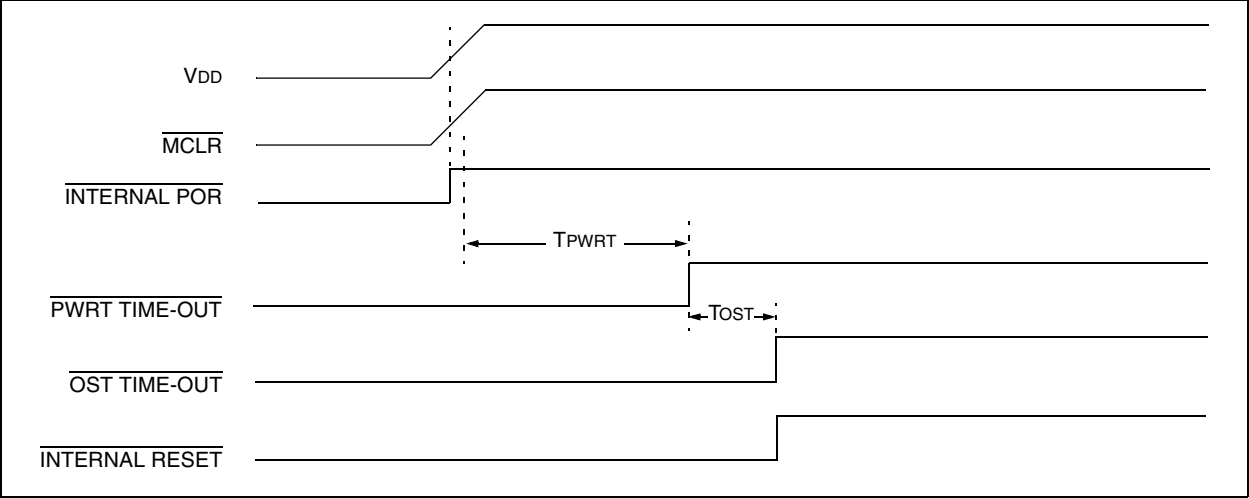 VDD
MCLR
INTERNAL POR
TPWRT
PWRT TIME-OUT
TOST
OST TIME-OUT
INTERNAL RESET